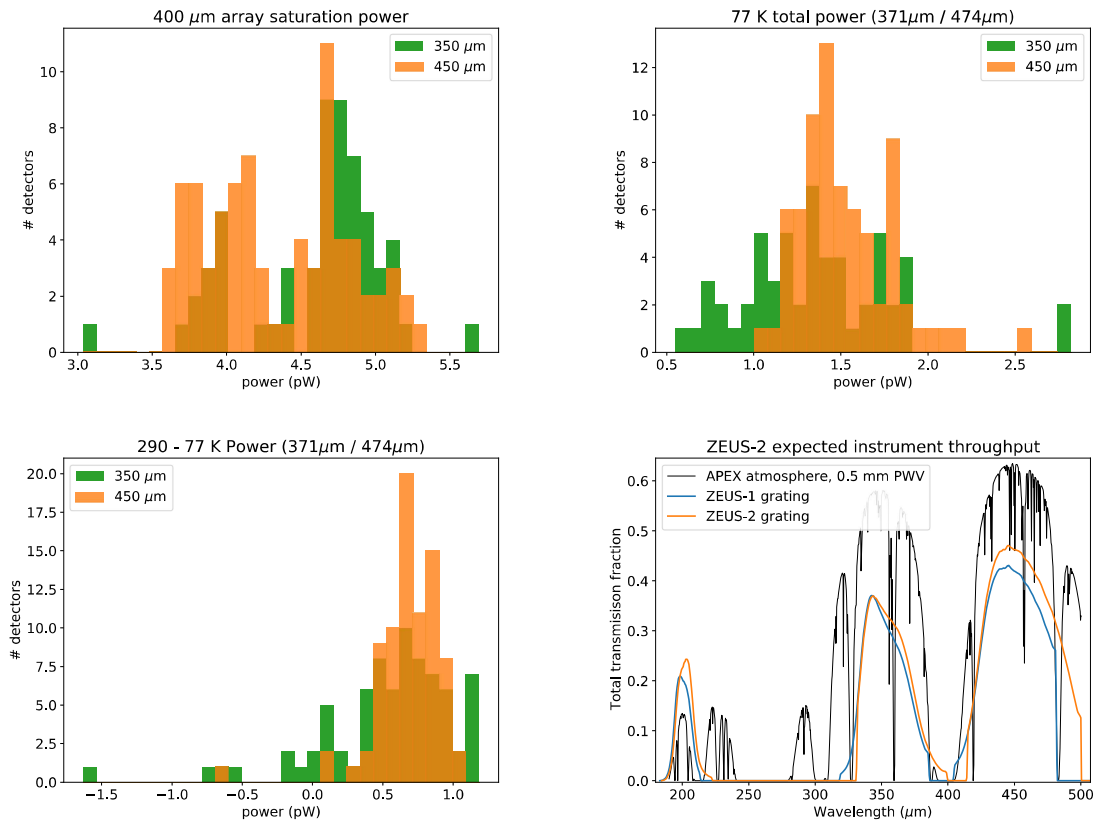 400 μm array saturation power
350 μm
450 μm
# detectors
10
8
6
4
2
0
3.0 3.5 4.0 4.5 5.0 5.5
power (pW)
77 K total power (371μm / 474μm)
350 μm
450 μm
# detectors
12
10
8
6
4
2
0
0.5 1.0 1.5 2.0 2.5
power (pW)
290 - 77 K Power (371μm / 474μm)
350 μm
450 μm
# detectors
20.0
17.5
15.0
12.5
10.0
7.5
5.0
2.5
0.0
−1.5 −1.0 −0.5 0.0 0.5 1.0
power (pW)
ZEUS-2 expected instrument throughput
APEX atmosphere, 0.5 mm PWV
ZEUS-1 grating
ZEUS-2 grating
Total transmisison fraction
0.6
0.5
0.4
0.3
0.2
0.1
0.0
200 250 300 350 400 450 500
Wavelength (μm)